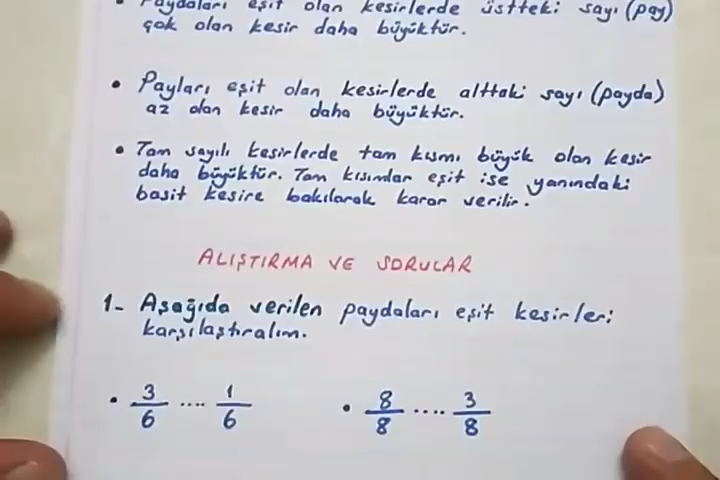 • Paydaları eşit olan kesirlerde üstteki sayı (pay)
çok olan kesir daha büyüktür.
• Payları eşit olan kesirlerde alttaki sayı (payda)
az olan kesir daha büyüktür.
• Tam sayılı kesirlerde tam kısmı büyük olan kesir
daha büyüktür. Tam kısımlar eşit ise yanındaki
basit kesire bakılarak karar verilir.
ALIŞTIRMA VE SORULAR
1- Aşağıda verilen paydaları eşit kesirleri
karşılaştıralım.
• 3/6 .... 1/6 • 8/8 .... 3/8